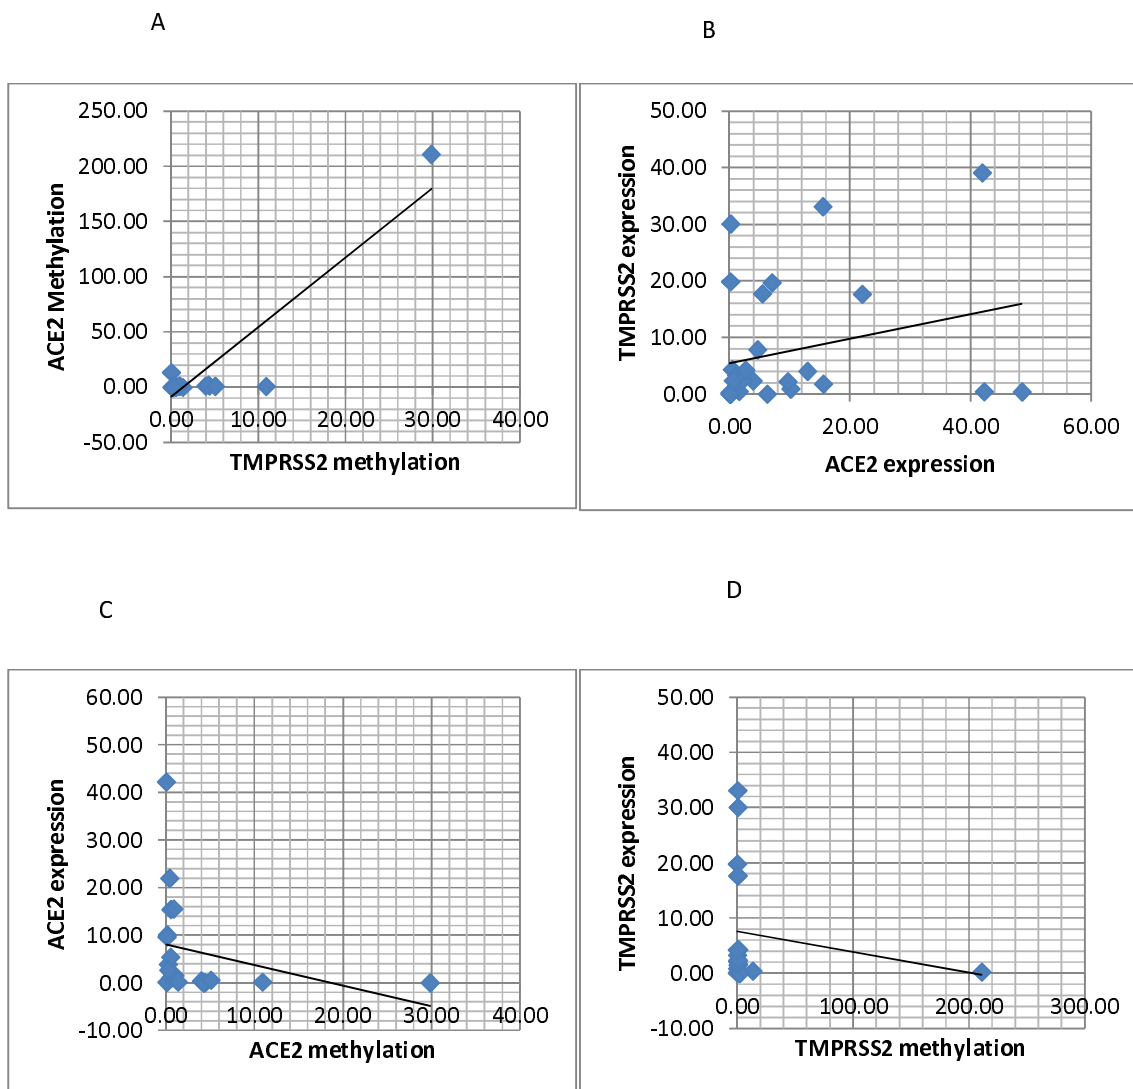 A
B
250.00
200.00
150.00
100.00
50.00
0.00
-50.00
0.00 10.00 20.00 30.00 40.00
ACE2 Methylation
TMPRSS2 methylation
50.00
40.00
30.00
20.00
10.00
0.00
0.00 20.00 40.00 60.00
TMPRSS2 expression
ACE2 expression
C
D
60.00
50.00
40.00
30.00
20.00
10.00
0.00
-10.00
0.00 10.00 20.00 30.00 40.00
ACE2 expression
ACE2 methylation
50.00
40.00
30.00
20.00
10.00
0.00
-10.00
0.00 100.00 200.00 300.00
TMPRSS2 expression
TMPRSS2 methylation